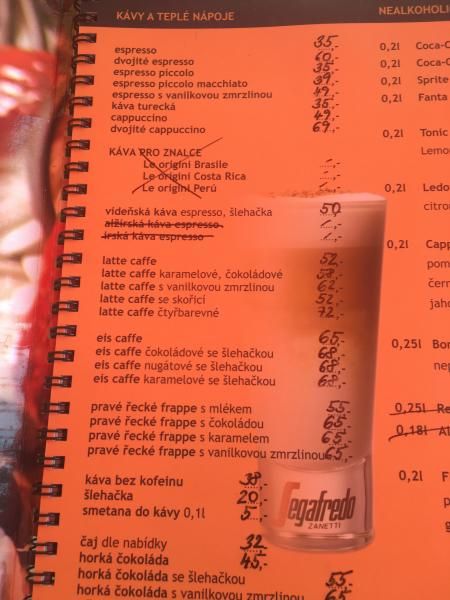 KÁVY A TEPLÉ NÁPOJE
espresso 35,-
dvojité espresso 60,-
espresso piccolo 35,-
espresso piccolo macchiato 39,-
espresso s vanilkovou zmrzlinou 49,-
káva turecká 35,-
cappuccino 49,-
dvojité cappuccino 69,-
KÁVA PRO ZNALCE
Le origini Brasile -,-
Le origini Costa Rica -,-
Le origini Perú -,-
vídeňská káva espresso, šlehačka 50
alžírská káva espresso -,-
irská káva espresso -,-
latte caffe 52,-
latte caffe karamelové, čokoládové 58,-
latte caffe s vanilkovou zmrzlinou 62,-
latte caffe se skořicí 52,-
latte caffe čtyřbarevné 72,-
eis caffe 65,-
eis caffe čokoládové se šlehačkou 68,-
eis caffe nugátové se šlehačkou 68,-
eis caffe karamelové se šlehačkou 68,-
pravé řecké frappe s mlékem 55,-
pravé řecké frappe s čokoládou 65,-
pravé řecké frappe s karamelem 65,-
pravé řecké frappe s vanilkovou zmrzlinou 65,-
káva bez kofeinu 38,-
šlehačka 20,-
smetana do kávy 0,1l 5,-
čaj dle nabídky 32
horká čokoláda 45,-
horká čokoláda se šlehačkou 55,-
horká čokoláda s vanilkovou zmrzlinou 65
Segafredo
ZANETTI
NEALKOHOLI
0,2l Coca-C
0,2l Coca-C
0,2l Sprite
0,2l Fanta
0,2l Tonic
Lemo
0,2l Ledo
citro
0,2l Capp
pom
čer
jah
0,25l Bo
nep
0,25l Re
0,18l Al
0,2l